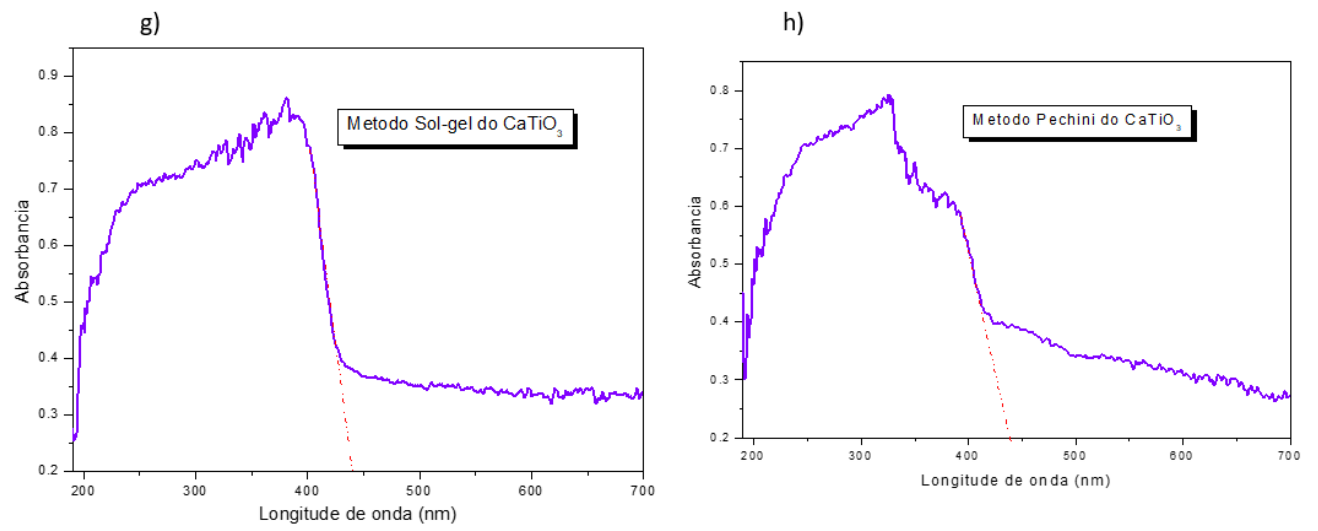 g)
0.9
0.8
0.7
0.6
0.5
0.4
0.3
0.2
Absorbancia
Metodo Sol-gel do CaTiO₃
200 300 400 500 600 700
Longitude de onda (nm)
h)
0.8
0.7
0.6
0.5
0.4
0.3
0.2
Absorbancia
Metodo Pechini do CaTiO₃
200 300 400 500 600 700
Longitude de onda (nm)